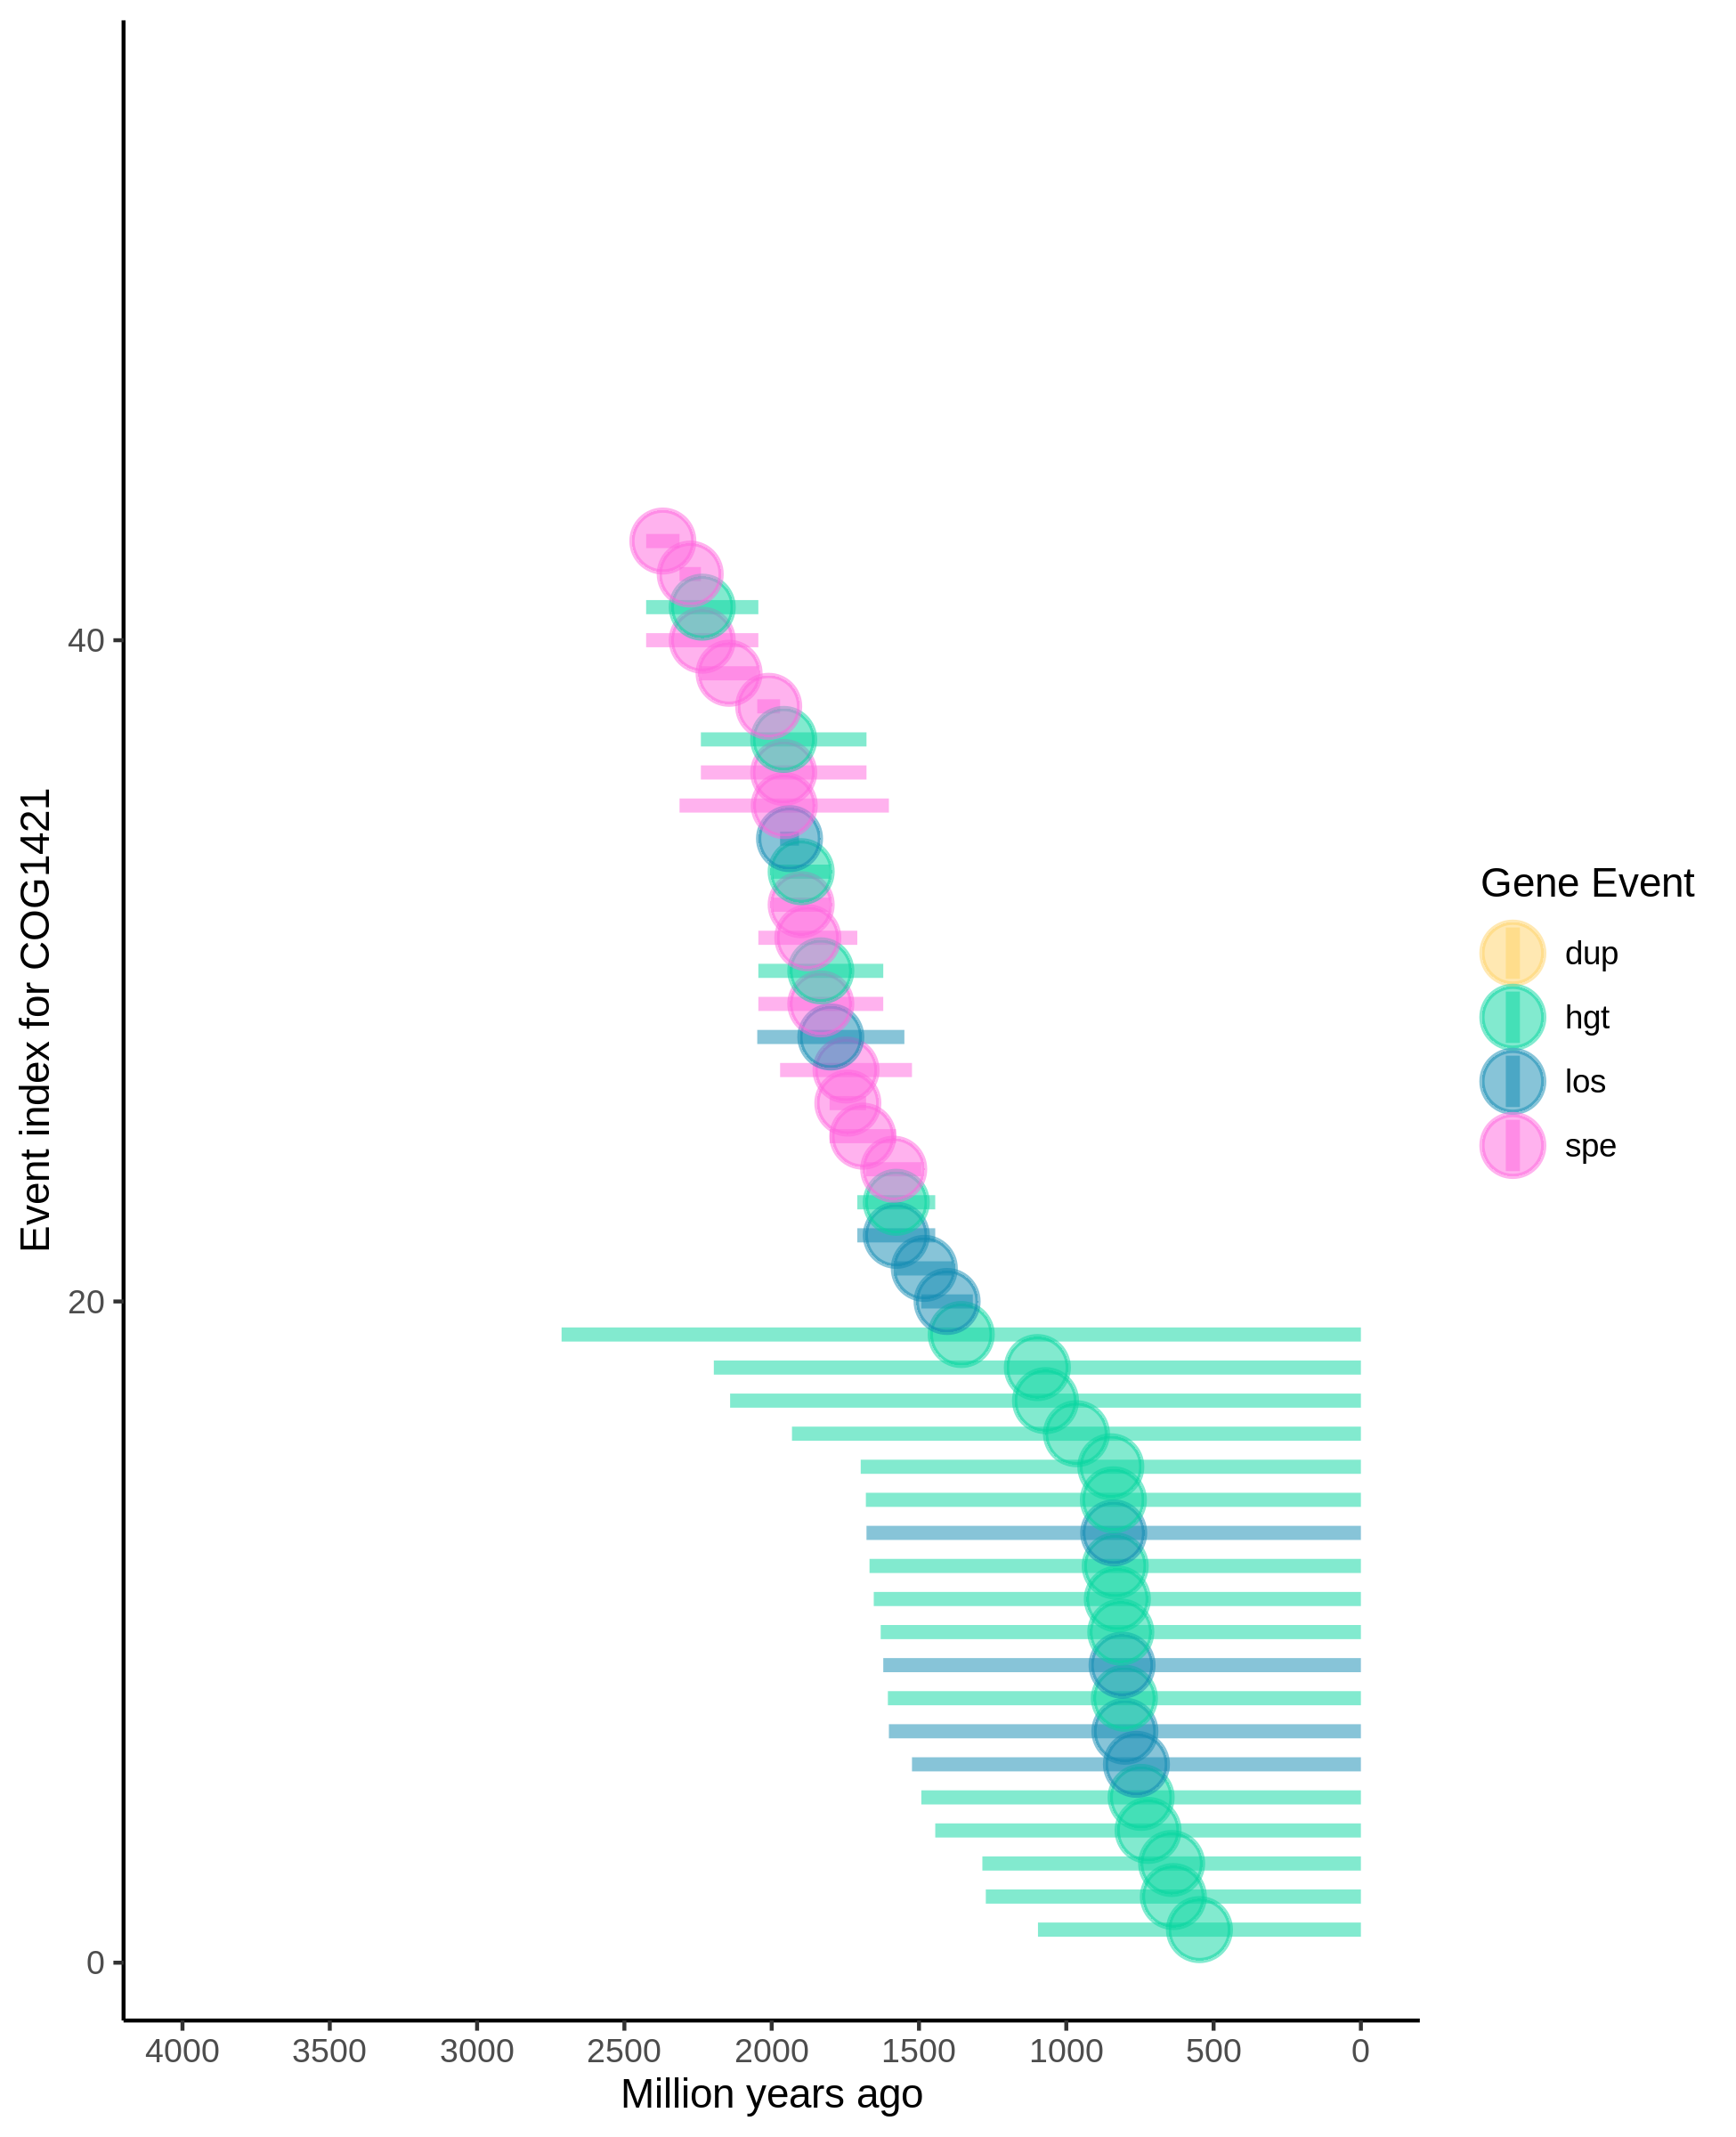 Event index for COG1421
40
20
0
4000 3500 3000 2500 2000 1500 1000 500 0
Million years ago
Gene Event
dup
hgt
los
spe